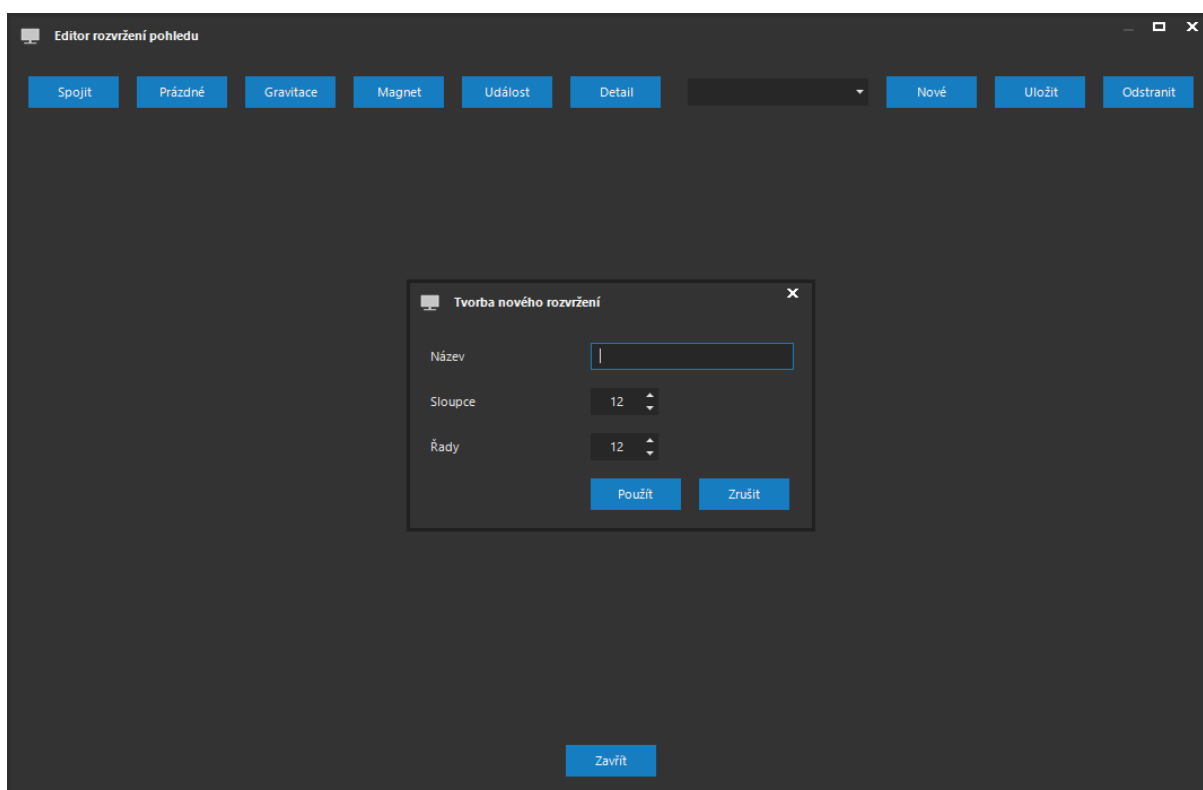 Editor rozvržení pohledu
Spojit Prázdné Gravitace Magnet Událost Detail Nové Uložit Odstranit
Tvorba nového rozvržení
Název
Sloupce 12
Řady 12
Použít Zrušit
Zavřít